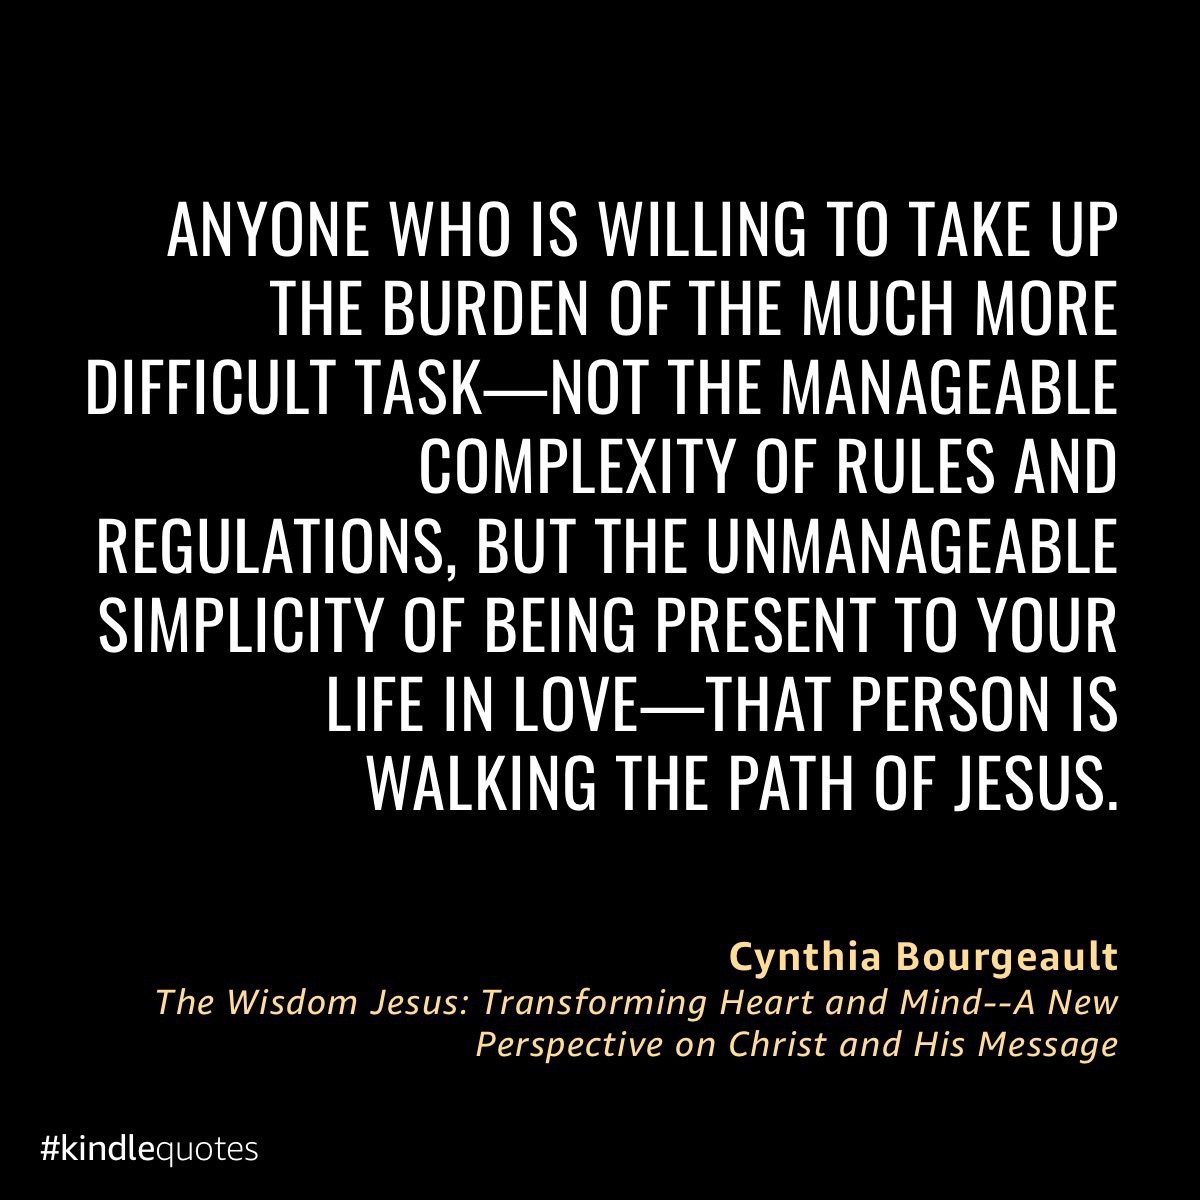 ANYONE WHO IS WILLING TO TAKE UP
THE BURDEN OF THE MUCH MORE
DIFFICULT TASK—NOT THE MANAGEABLE
COMPLEXITY OF RULES AND
REGULATIONS, BUT THE UNMANAGEABLE
SIMPLICITY OF BEING PRESENT TO YOUR
LIFE IN LOVE—THAT PERSON IS
WALKING THE PATH OF JESUS.
Cynthia Bourgeault
The Wisdom Jesus: Transforming Heart and Mind--A New
Perspective on Christ and His Message
#kindlequotes